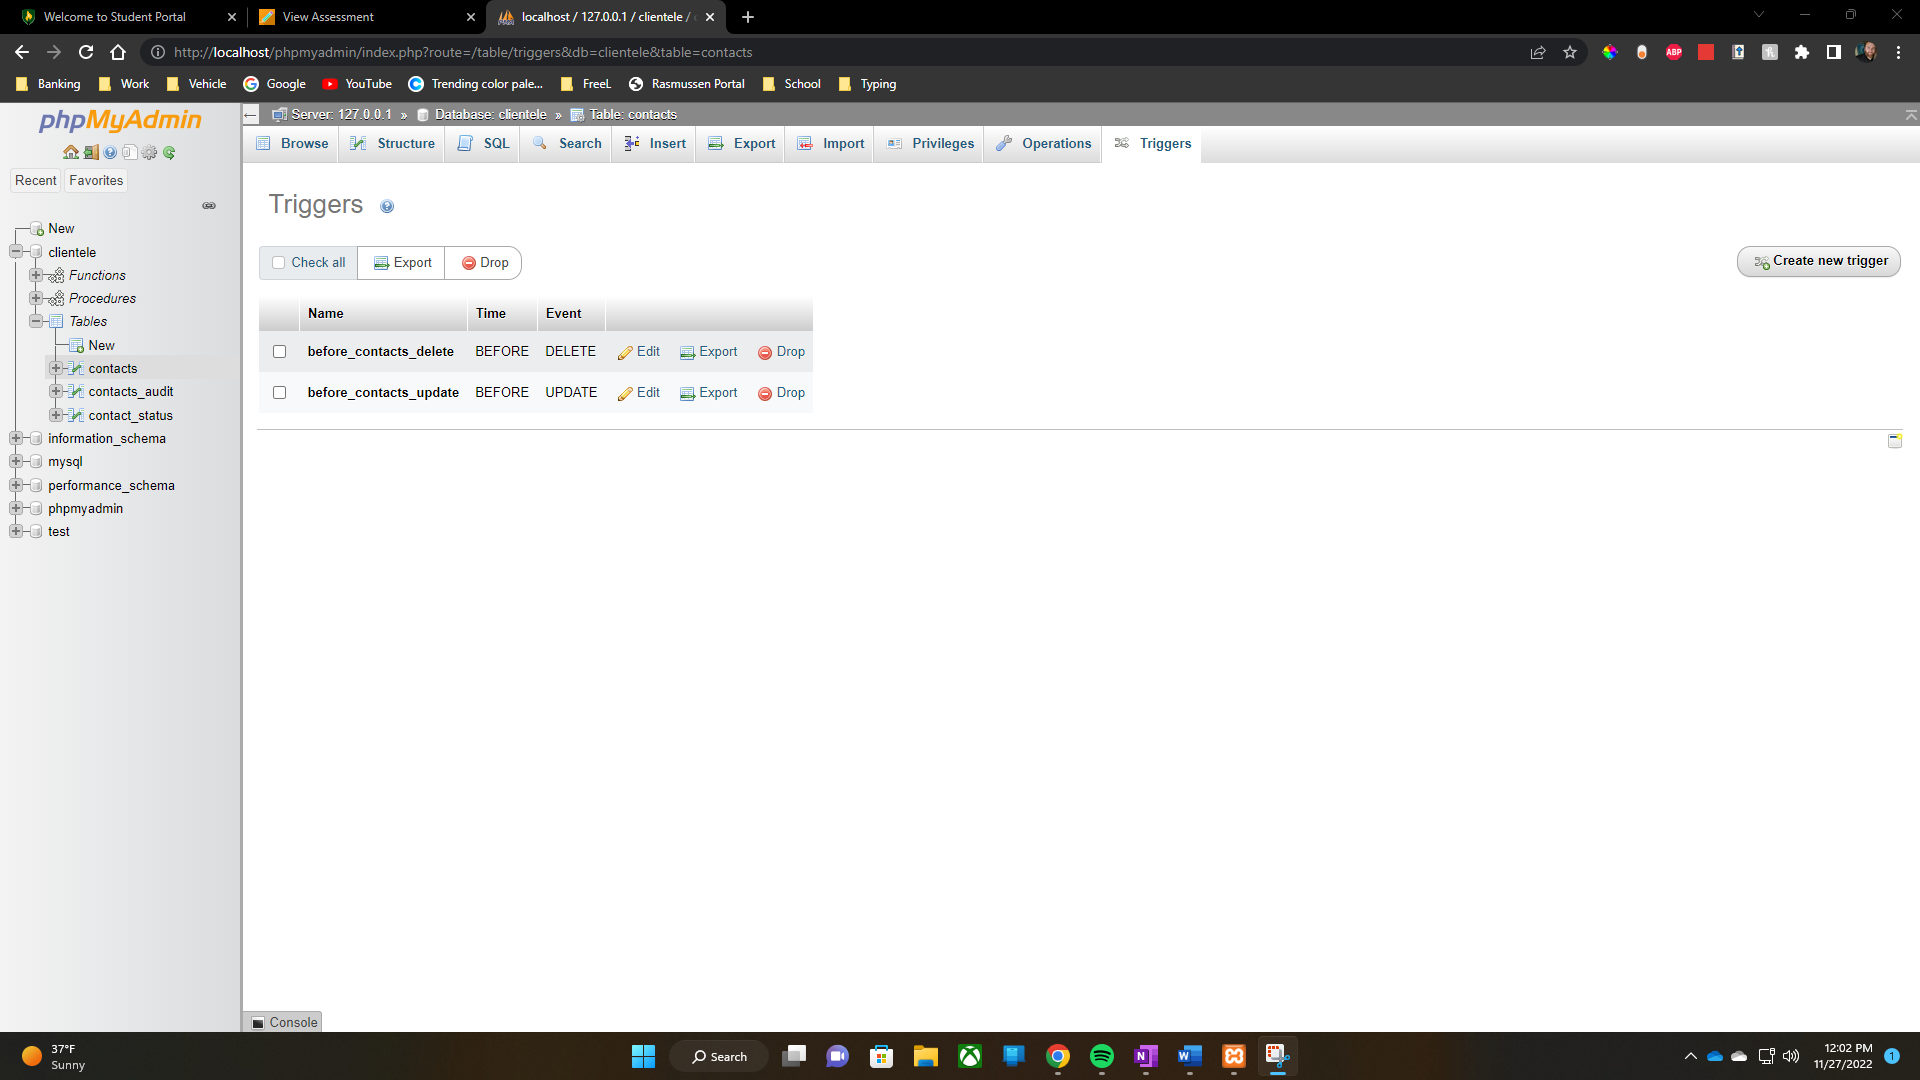 Welcome to Student Portal
View Assessment
localhost / 127.0.0.1 / clientele /
http://localhost/phpmyadmin/index.php?route=/table/triggers&db=clientele&table=contacts
ABP
Banking Work Vehicle Google YouTube Trending color pale... FreeL Rasmussen Portal School Typing
phpMyAdmin
Server: 127.0.0.1 » Database: clientele » Table: contacts
Browse Structure SQL Search Insert Export Import Privileges Operations Triggers
Recent Favorites
New
clientele
Functions
Procedures
Tables
New
contacts
contacts_audit
contact_status
information_schema
mysql
performance_schema
phpmyadmin
test
Triggers
Check all Export Drop
Create new trigger
Name Time Event
before_contacts_delete BEFORE DELETE Edit Export Drop
before_contacts_update BEFORE UPDATE Edit Export Drop
Console
37°F
Sunny
Search
12:02 PM
11/27/2022
1